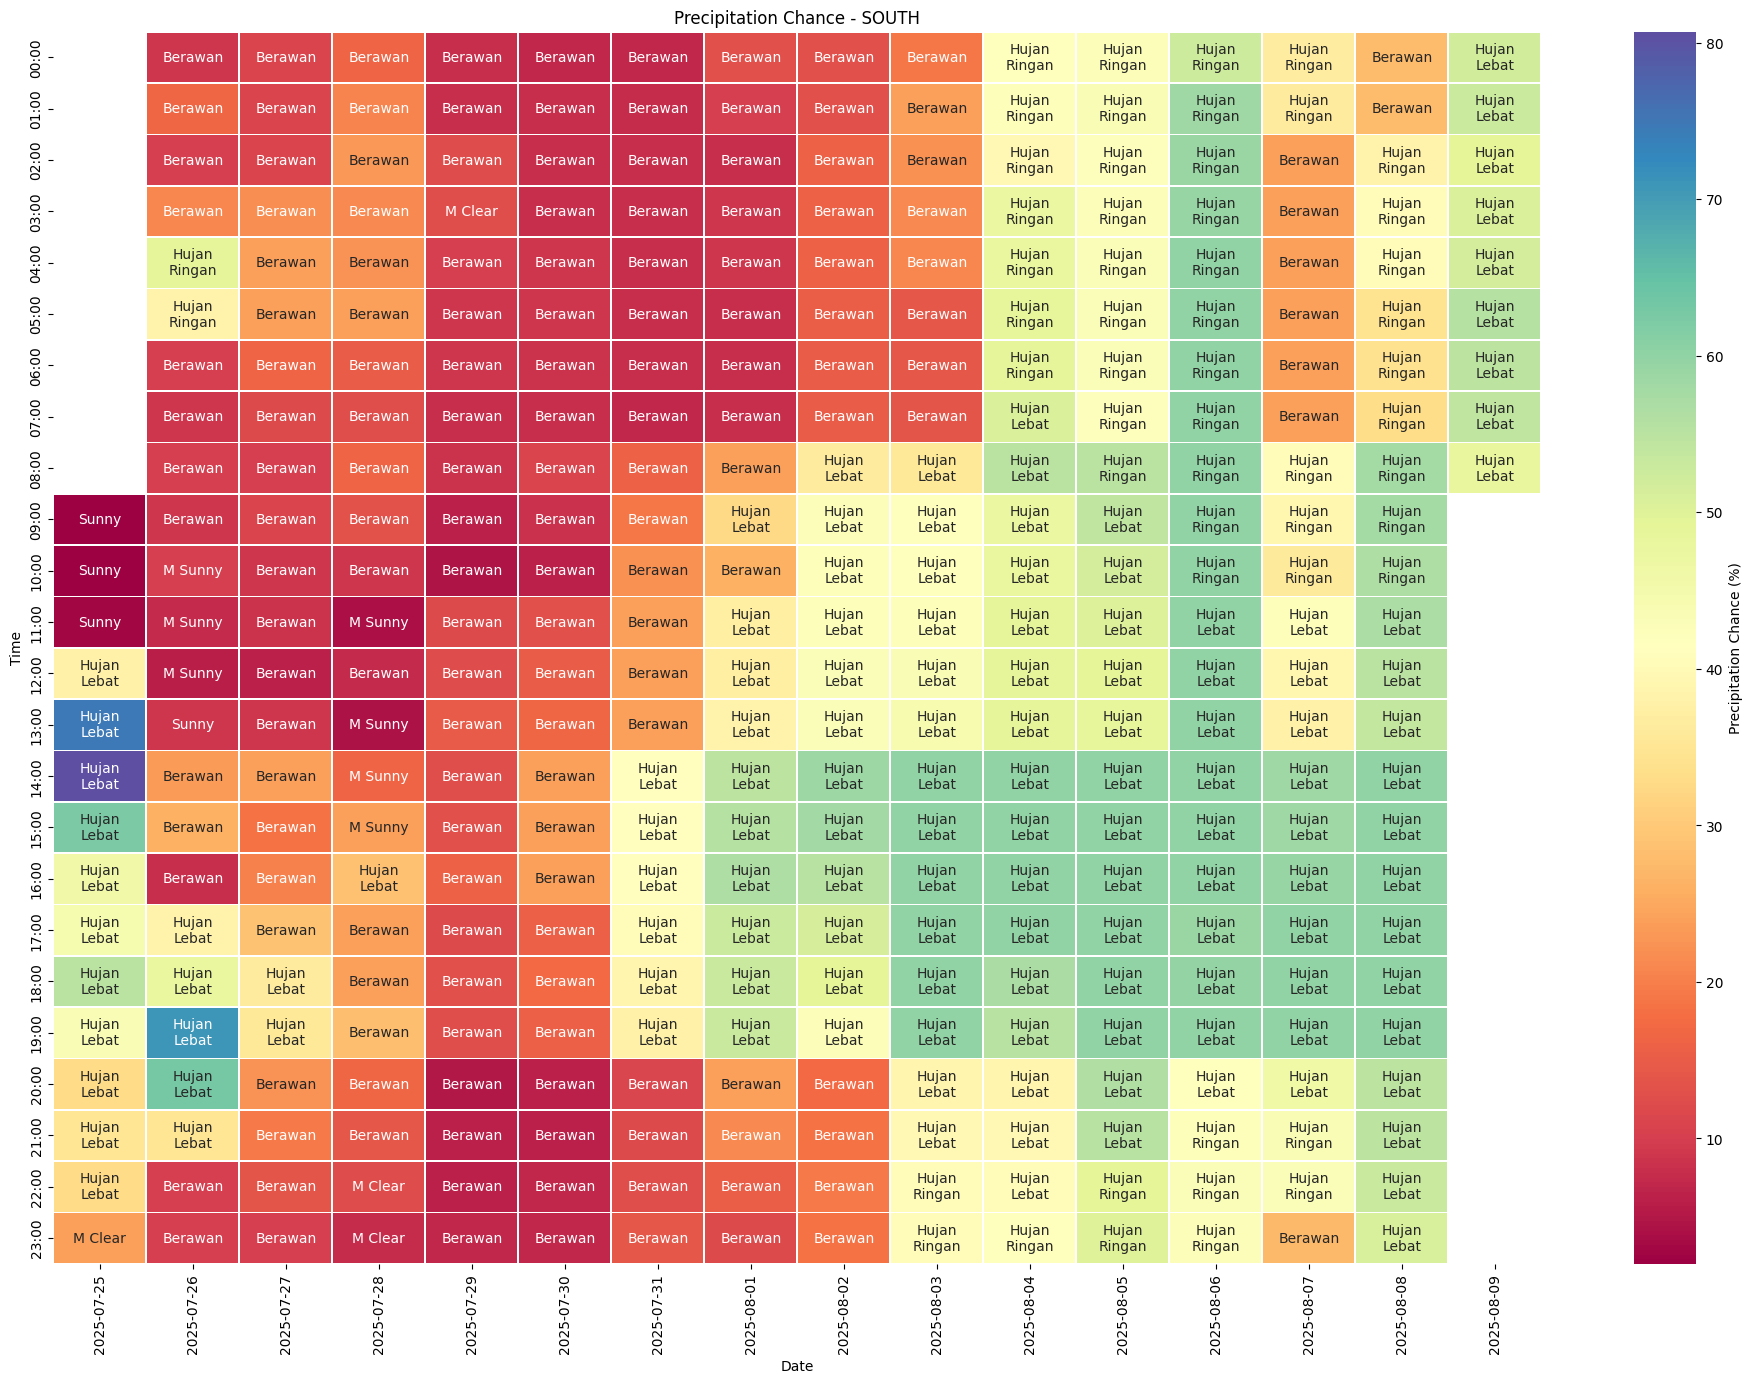 Precipitation Chance - SOUTH
00:00 Berawan Berawan Berawan Berawan Berawan Berawan Berawan Berawan Berawan Hujan Ringan Hujan Ringan Hujan Ringan Hujan Ringan Berawan Hujan Lebat
01:00 Berawan Berawan Berawan Berawan Berawan Berawan Berawan Berawan Berawan Hujan Ringan Hujan Ringan Hujan Ringan Hujan Ringan Berawan Hujan Lebat
02:00 Berawan Berawan Berawan Berawan Berawan Berawan Berawan Berawan Berawan Hujan Ringan Hujan Ringan Hujan Ringan Berawan Hujan Ringan Hujan Lebat
03:00 Berawan Berawan Berawan M Clear Berawan Berawan Berawan Berawan Berawan Hujan Ringan Hujan Ringan Hujan Ringan Berawan Hujan Ringan Hujan Lebat
04:00 Hujan Ringan Berawan Berawan Berawan Berawan Berawan Berawan Berawan Berawan Hujan Ringan Hujan Ringan Hujan Ringan Berawan Hujan Ringan Hujan Lebat
05:00 Hujan Ringan Berawan Berawan Berawan Berawan Berawan Berawan Berawan Berawan Hujan Ringan Hujan Ringan Hujan Ringan Berawan Hujan Ringan Hujan Lebat
06:00 Berawan Berawan Berawan Berawan Berawan Berawan Berawan Berawan Berawan Hujan Ringan Hujan Ringan Hujan Ringan Berawan Hujan Ringan Hujan Lebat
07:00 Berawan Berawan Berawan Berawan Berawan Berawan Berawan Berawan Berawan Hujan Lebat Hujan Ringan Hujan Ringan Berawan Hujan Ringan Hujan Lebat
08:00 Berawan Berawan Berawan Berawan Berawan Berawan Berawan Hujan Lebat Hujan Lebat Hujan Lebat Hujan Ringan Hujan Ringan Hujan Ringan Hujan Ringan Hujan Lebat
09:00 Sunny Berawan Berawan Berawan Berawan Berawan Berawan Hujan Lebat Hujan Lebat Hujan Lebat Hujan Lebat Hujan Lebat Hujan Ringan Hujan Ringan Hujan Ringan
10:00 Sunny M Sunny Berawan Berawan Berawan Berawan Berawan Berawan Hujan Lebat Hujan Lebat Hujan Lebat Hujan Lebat Hujan Ringan Hujan Ringan Hujan Ringan
11:00 Sunny M Sunny Berawan M Sunny Berawan Berawan Berawan Hujan Lebat Hujan Lebat Hujan Lebat Hujan Lebat Hujan Lebat Hujan Lebat Hujan Lebat Hujan Lebat
12:00 Hujan Lebat M Sunny Berawan Berawan Berawan Berawan Berawan Hujan Lebat Hujan Lebat Hujan Lebat Hujan Lebat Hujan Lebat Hujan Lebat Hujan Lebat Hujan Lebat
13:00 Hujan Lebat Sunny Berawan M Sunny Berawan Berawan Berawan Hujan Lebat Hujan Lebat Hujan Lebat Hujan Lebat Hujan Lebat Hujan Lebat Hujan Lebat Hujan Lebat
14:00 Hujan Lebat Berawan Berawan M Sunny Berawan Berawan Hujan Lebat Hujan Lebat Hujan Lebat Hujan Lebat Hujan Lebat Hujan Lebat Hujan Lebat Hujan Lebat Hujan Lebat
15:00 Hujan Lebat Berawan Berawan M Sunny Berawan Berawan Hujan Lebat Hujan Lebat Hujan Lebat Hujan Lebat Hujan Lebat Hujan Lebat Hujan Lebat Hujan Lebat Hujan Lebat
16:00 Hujan Lebat Berawan Berawan Hujan Lebat Berawan Berawan Hujan Lebat Hujan Lebat Hujan Lebat Hujan Lebat Hujan Lebat Hujan Lebat Hujan Lebat Hujan Lebat Hujan Lebat
17:00 Hujan Lebat Hujan Lebat Berawan Berawan Berawan Berawan Hujan Lebat Hujan Lebat Hujan Lebat Hujan Lebat Hujan Lebat Hujan Lebat Hujan Lebat Hujan Lebat Hujan Lebat
18:00 Hujan Lebat Hujan Lebat Hujan Lebat Berawan Berawan Berawan Hujan Lebat Hujan Lebat Hujan Lebat Hujan Lebat Hujan Lebat Hujan Lebat Hujan Lebat Hujan Lebat Hujan Lebat
19:00 Hujan Lebat Hujan Lebat Hujan Lebat Berawan Berawan Berawan Hujan Lebat Hujan Lebat Hujan Lebat Hujan Lebat Hujan Lebat Hujan Lebat Hujan Lebat Hujan Lebat Hujan Lebat
20:00 Hujan Lebat Hujan Lebat Berawan Berawan Berawan Berawan Berawan Berawan Berawan Hujan Lebat Hujan Lebat Hujan Lebat Hujan Lebat Hujan Lebat Hujan Lebat
21:00 Hujan Lebat Hujan Lebat Berawan Berawan Berawan Berawan Berawan Berawan Berawan Hujan Lebat Hujan Lebat Hujan Lebat Hujan Ringan Hujan Ringan Hujan Lebat
22:00 Hujan Lebat Berawan Berawan M Clear Berawan Berawan Berawan Berawan Berawan Hujan Ringan Hujan Lebat Hujan Ringan Hujan Ringan Hujan Ringan Hujan Lebat
23:00 M Clear Berawan Berawan M Clear Berawan Berawan Berawan Berawan Berawan Hujan Ringan Hujan Ringan Hujan Ringan Hujan Ringan Berawan Hujan Lebat
Time
2025-07-25 2025-07-26 2025-07-27 2025-07-28 2025-07-29 2025-07-30 2025-07-31 2025-08-01 2025-08-02 2025-08-03 2025-08-04 2025-08-05 2025-08-06 2025-08-07 2025-08-08 2025-08-09
Date
80
70
60
50
40
30
20
10
Precipitation Chance (%)